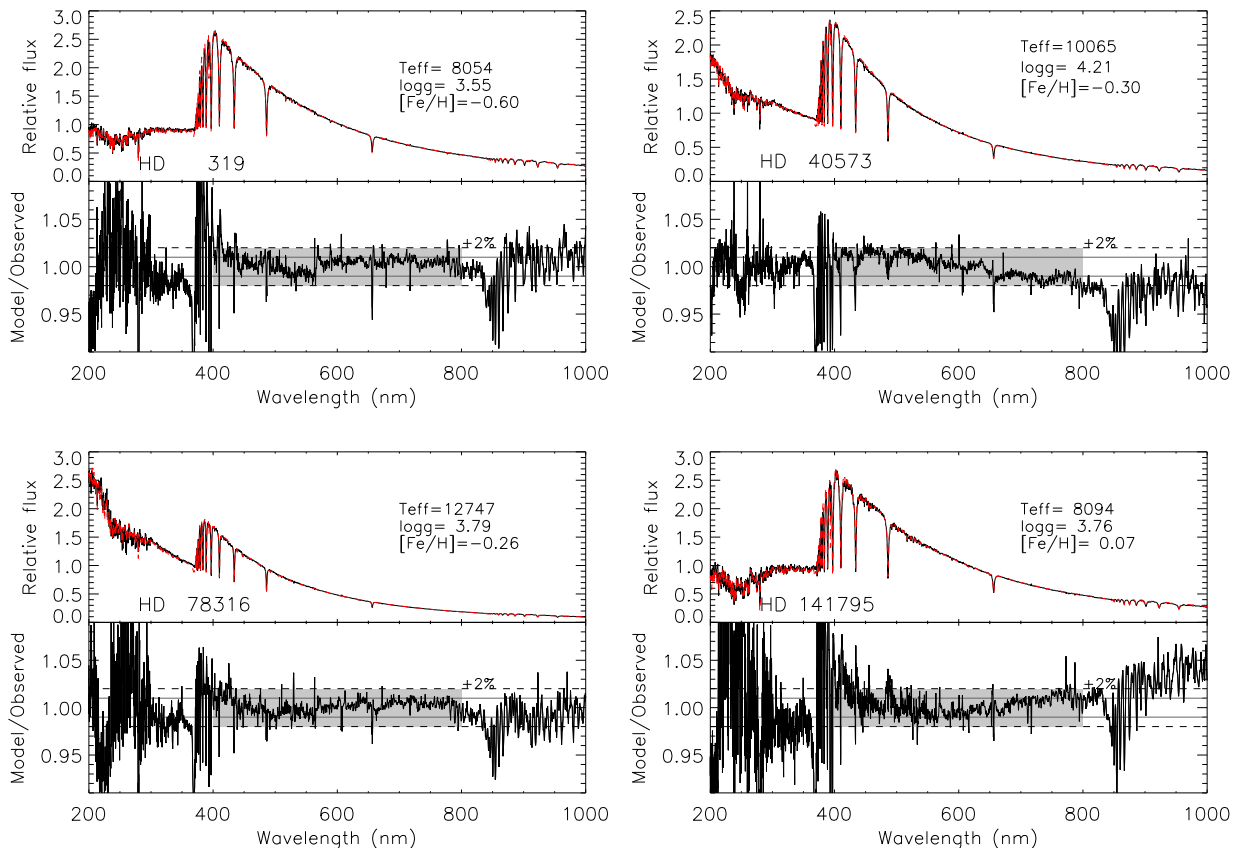 3.0
2.5
2.0
1.5
1.0
0.5
0.0
Relative flux
Teff= 8054
logg= 3.55
[Fe/H]=−0.60
HD 319
1.05
1.00
0.95
Model/Observed
+2%
200 400 600 800 1000
Wavelength (nm)
2.5
2.0
1.5
1.0
0.5
0.0
Relative flux
Teff=10065
logg= 4.21
[Fe/H]=−0.30
HD 40573
1.05
1.00
0.95
Model/Observed
+2%
200 400 600 800 1000
Wavelength (nm)
3.0
2.5
2.0
1.5
1.0
0.5
0.0
Relative flux
Teff=12747
logg= 3.79
[Fe/H]=−0.26
HD 78316
1.05
1.00
0.95
Model/Observed
+2%
200 400 600 800 1000
Wavelength (nm)
3.0
2.5
2.0
1.5
1.0
0.5
0.0
Relative flux
Teff= 8094
logg= 3.76
[Fe/H]= 0.07
HD 141795
1.05
1.00
0.95
Model/Observed
+2%
200 400 600 800 1000
Wavelength (nm)